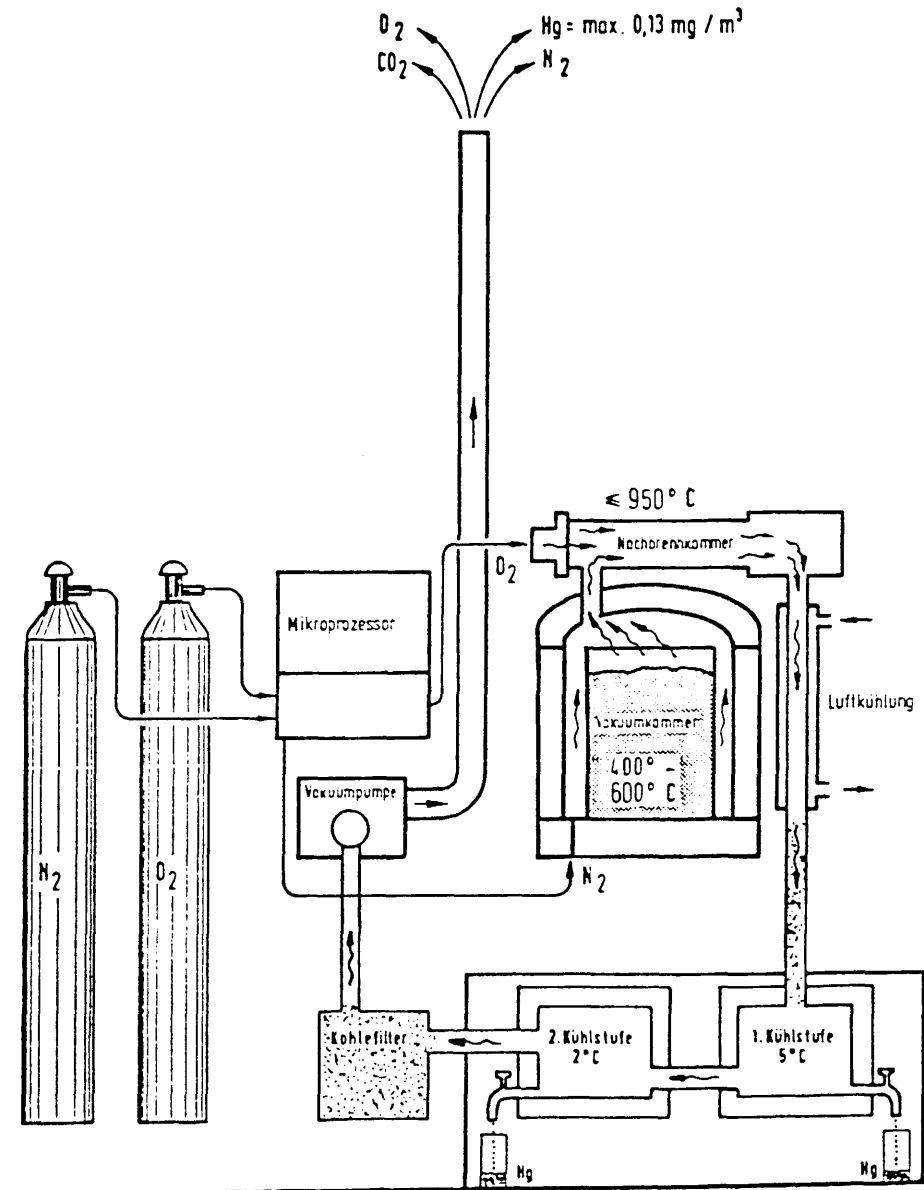 O2
Hg = max. 0,13 mg / m³
CO2
N2
≤ 950° C
Nachbrennkammer
O2
Mikroprozessor
Luftkühlung
Vakuumkammer
400° -
600° C
Vakuumpumpe
N2
O2
N2
Kohlefilter
2. Kühlstufe
2°C
1. Kühlstufe
5°C
Hg
Hg